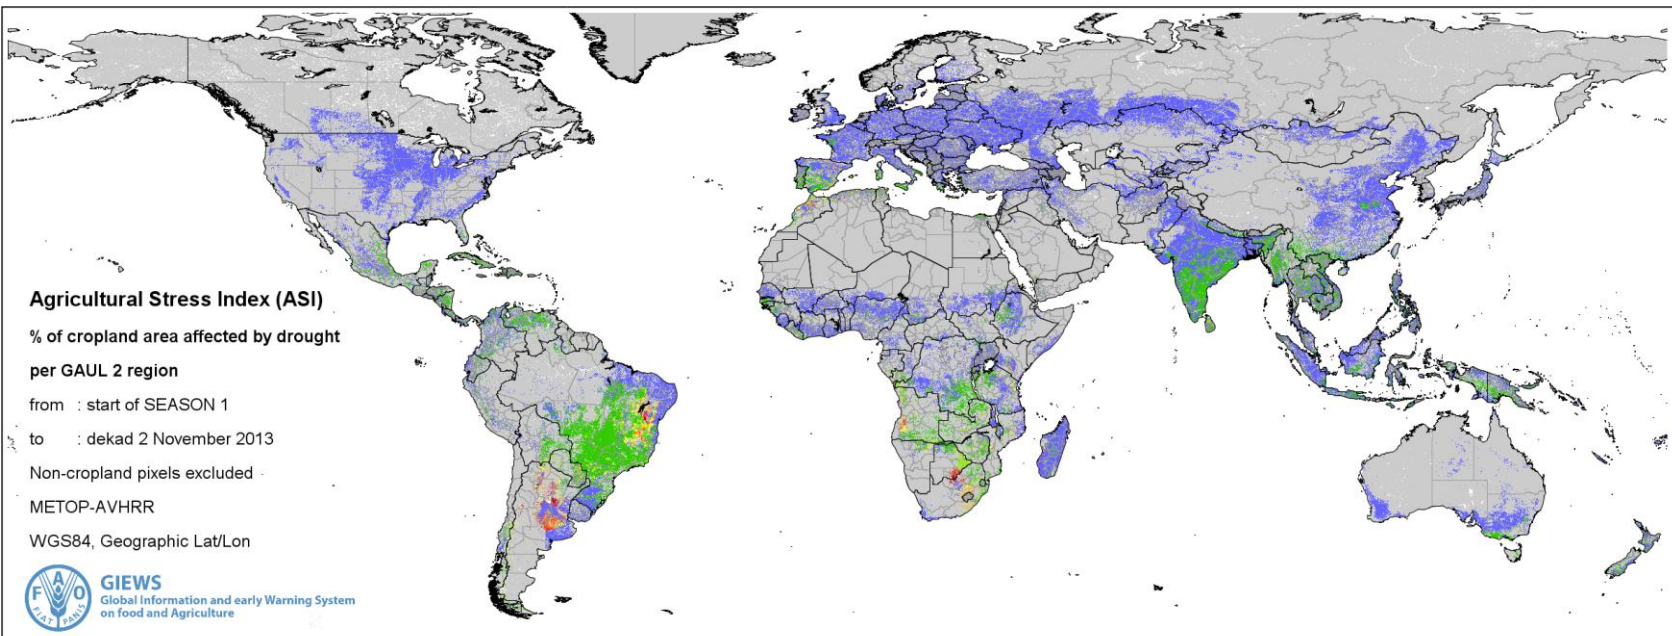 Agricultural Stress Index (ASI)
% of cropland area affected by drought
per GAUL 2 region
from : start of SEASON 1
to : dekad 2 November 2013
Non-cropland pixels excluded
METOP-AVHRR
WGS84, Geographic Lat/Lon
F A O
FIAT PANIS
GIEWS
Global Information and early Warning System
on food and Agriculture